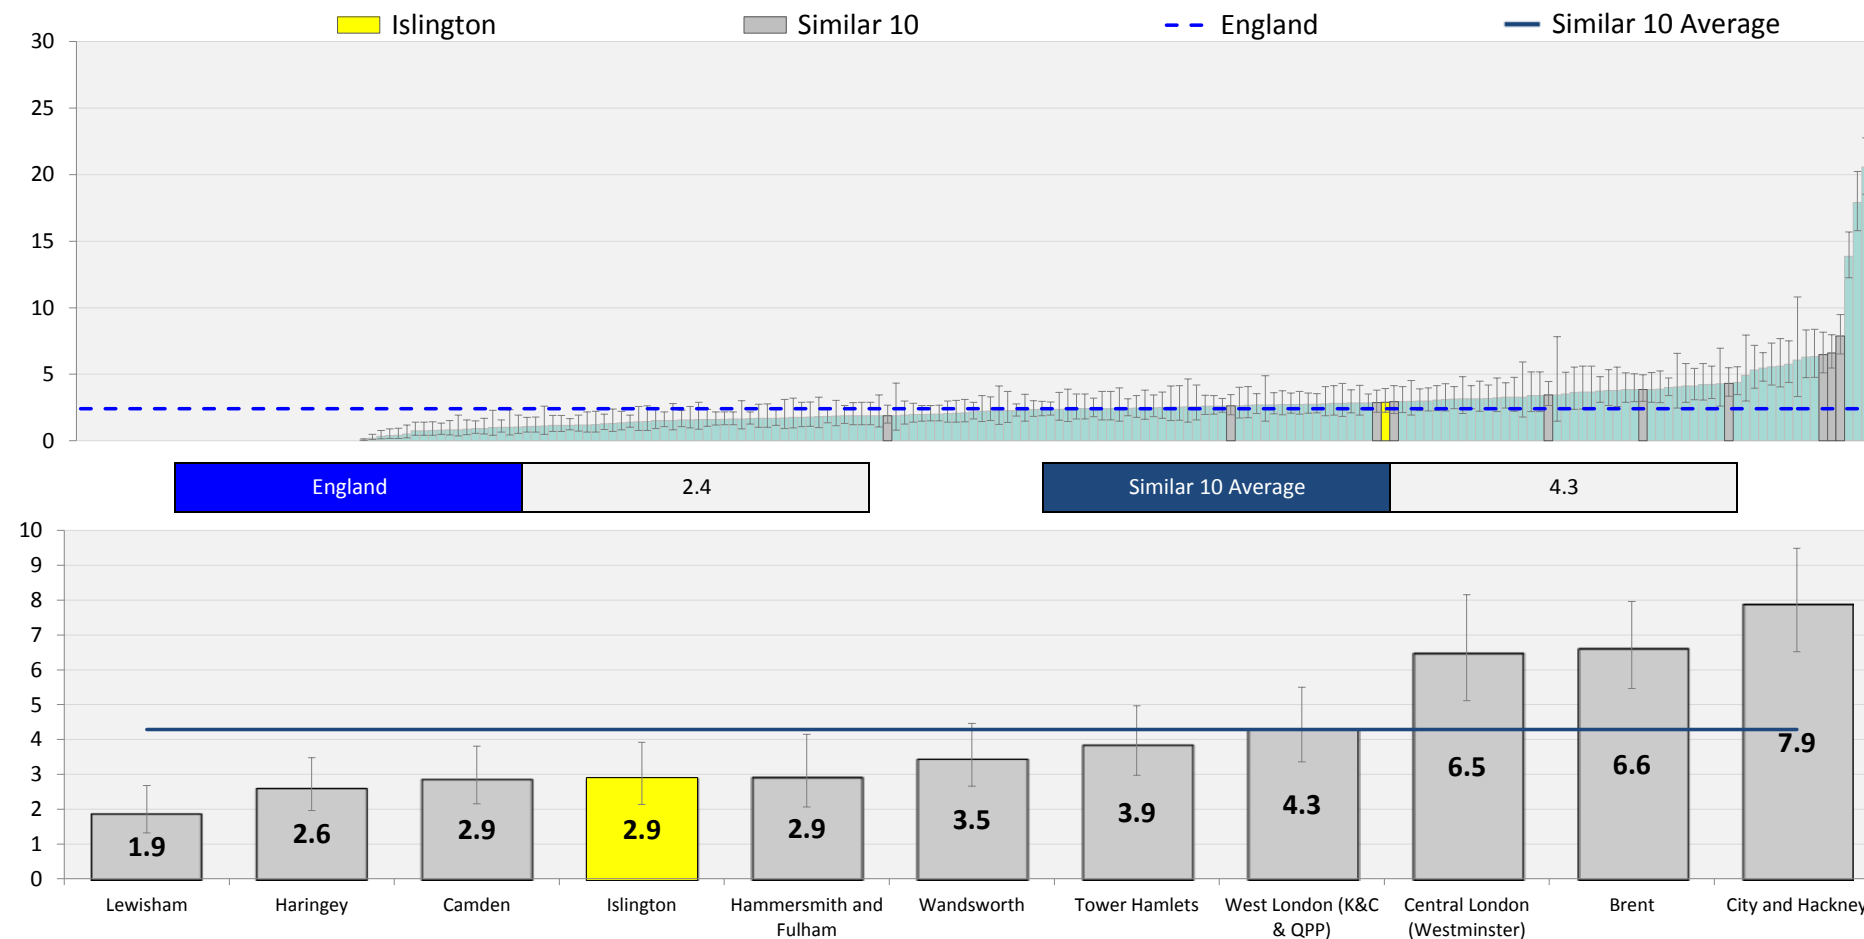 Islington
Similar 10
England
Similar 10 Average
30
25
20
15
10
5
0
England
2.4
Similar 10 Average
4.3
10
9
8
7
6
5
4
3
2
1
0
1.9
2.6
2.9
2.9
2.9
3.5
3.9
4.3
6.5
6.6
7.9
Lewisham
Haringey
Camden
Islington
Hammersmith and
Fulham
Wandsworth
Tower Hamlets
West London (K&C
& QPP)
Central London
(Westminster)
Brent
City and Hackney